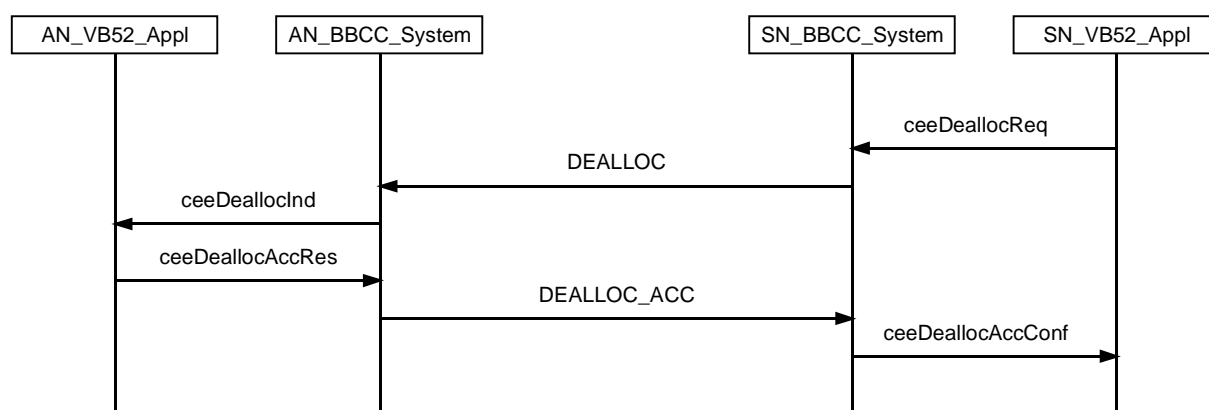 AN_VB52_Appl
AN_BBCC_System
SN_BBCC_System
SN_VB52_Appl
ceeDeallocReq
DEALLOC
ceeDeallocInd
ceeDeallocAccRes
DEALLOC_ACC
ceeDeallocAccConf